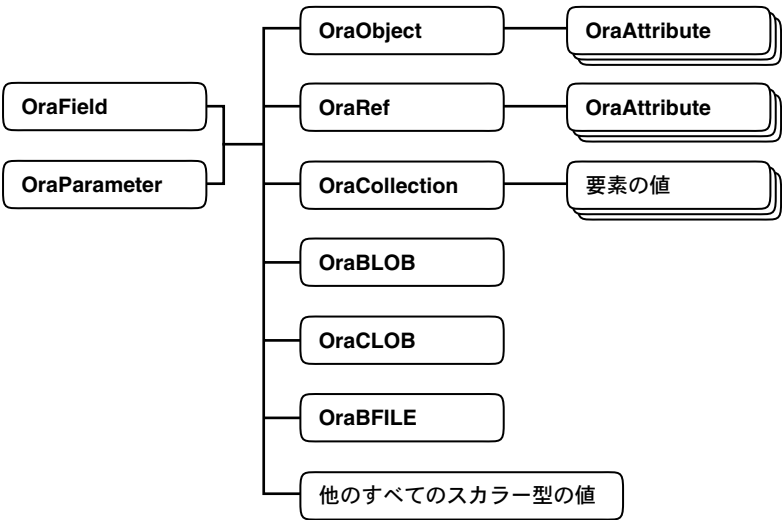 OraObject
OraAttribute
OraField
OraRef
OraAttribute
OraParameter
OraCollection
要素の値
OraBLOB
OraCLOB
OraBFILE
他のすべてのスカラー型の値